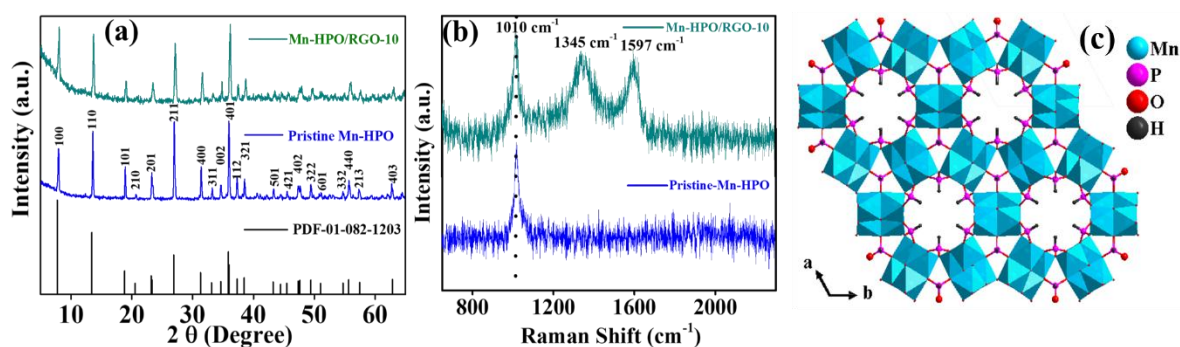 (a)
Mn-HPO/RGO-10
Pristine Mn-HPO
PDF-01-082-1203
100
110
101
210
201
211
400
311
002
401
112
321
501
421
402
322
601
332
440
213
403
Intensity (a.u.)
10 20 30 40 50 60
2 θ (Degree)
(b)
1010 cm⁻¹
Mn-HPO/RGO-10
1345 cm⁻¹
1597 cm⁻¹
Pristine-Mn-HPO
Intensity (a.u.)
800 1200 1600 2000
Raman Shift (cm⁻¹)
(c)
Mn
P
O
H
a
b